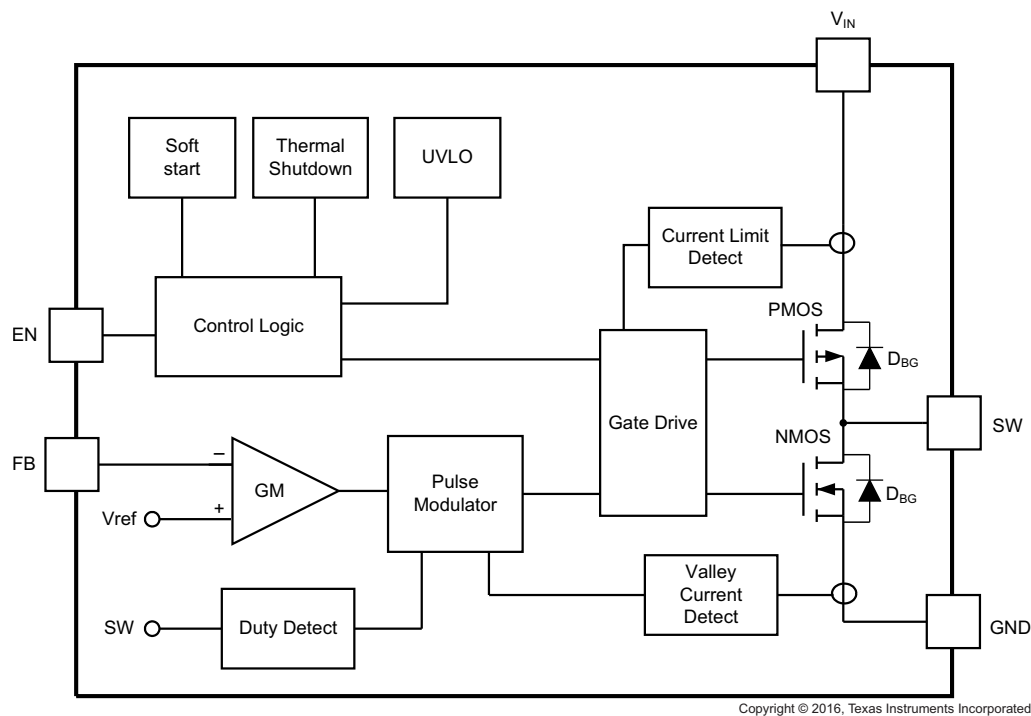 V_IN
Soft
start
Thermal
Shutdown
UVLO
Current Limit
Detect
PMOS
EN
Control Logic
D_BG
Gate Drive
SW
NMOS
FB
–
GM
Pulse
Modulator
D_BG
Vref
+
Valley
Current
Detect
SW
Duty Detect
GND
Copyright © 2016, Texas Instruments Incorporated